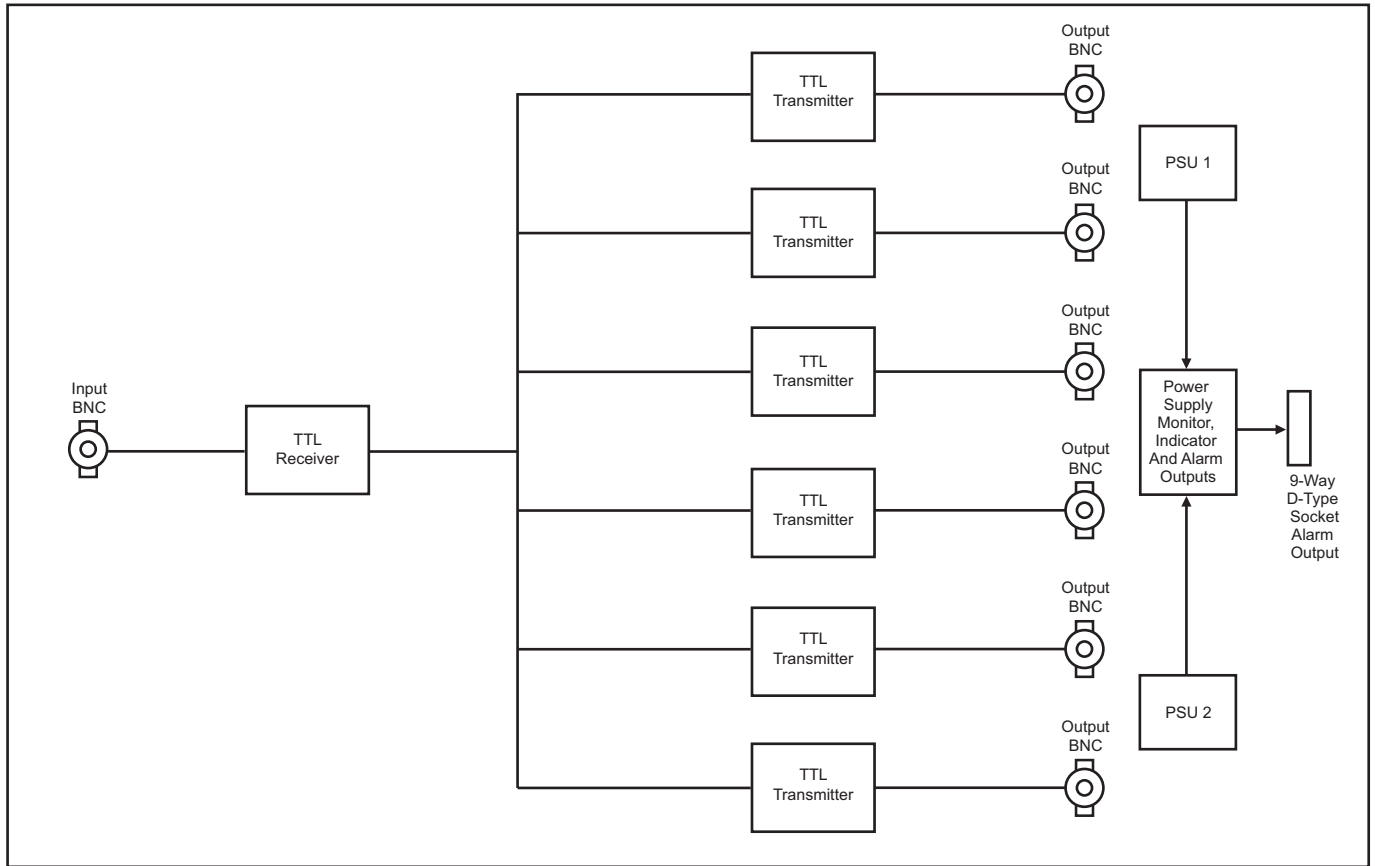 Input
BNC
TTL
Receiver
TTL
Transmitter
Output
BNC
TTL
Transmitter
Output
BNC
TTL
Transmitter
Output
BNC
TTL
Transmitter
Output
BNC
TTL
Transmitter
Output
BNC
TTL
Transmitter
Output
BNC
PSU 1
Power
Supply
Monitor,
Indicator
And Alarm
Outputs
9-Way
D-Type
Socket
Alarm
Output
PSU 2